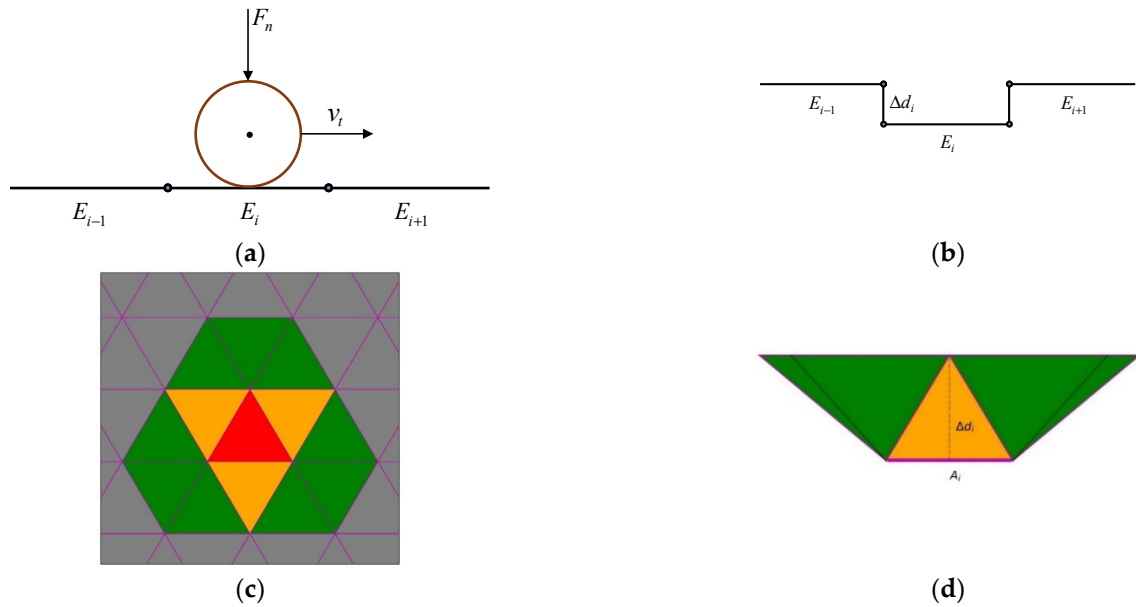 F_n
v_t
E_{i-1} E_i E_{i+1}
(a)
E_{i-1} Δd_i E_{i+1}
E_i
(b)
(c)
Δd_i
A_i
(d)